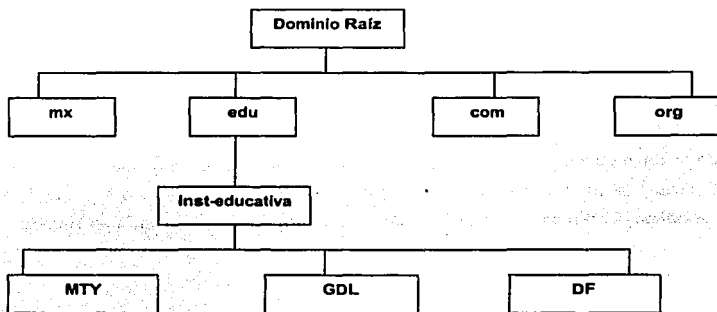 Dominio Raíz
mx edu com org
Inst-educativa
MTY GDL DF